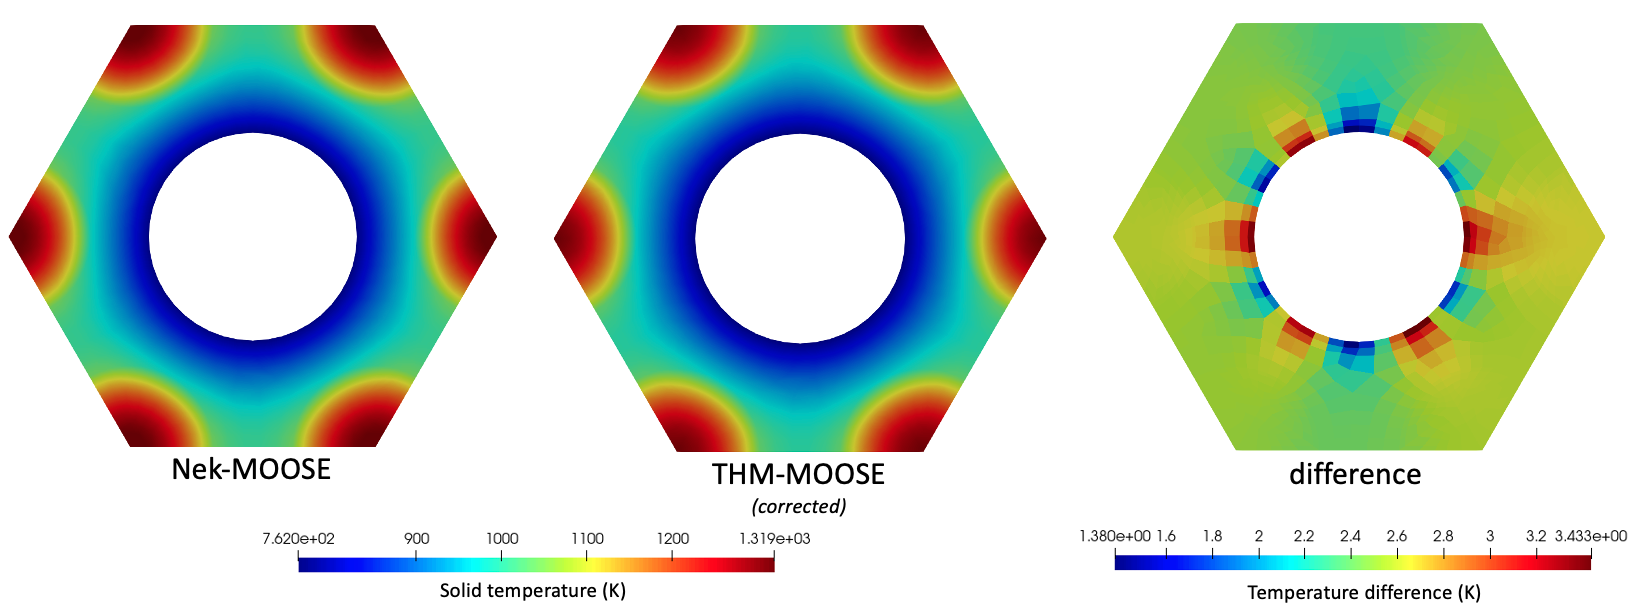 Nek-MOOSE
THM-MOOSE
(corrected)
difference
7.620e+02 900 1000 1100 1200 1.319e+03
Solid temperature (K)
1.380e+00 1.6 1.8 2 2.2 2.4 2.6 2.8 3 3.2 3.433e+00
Temperature difference (K)